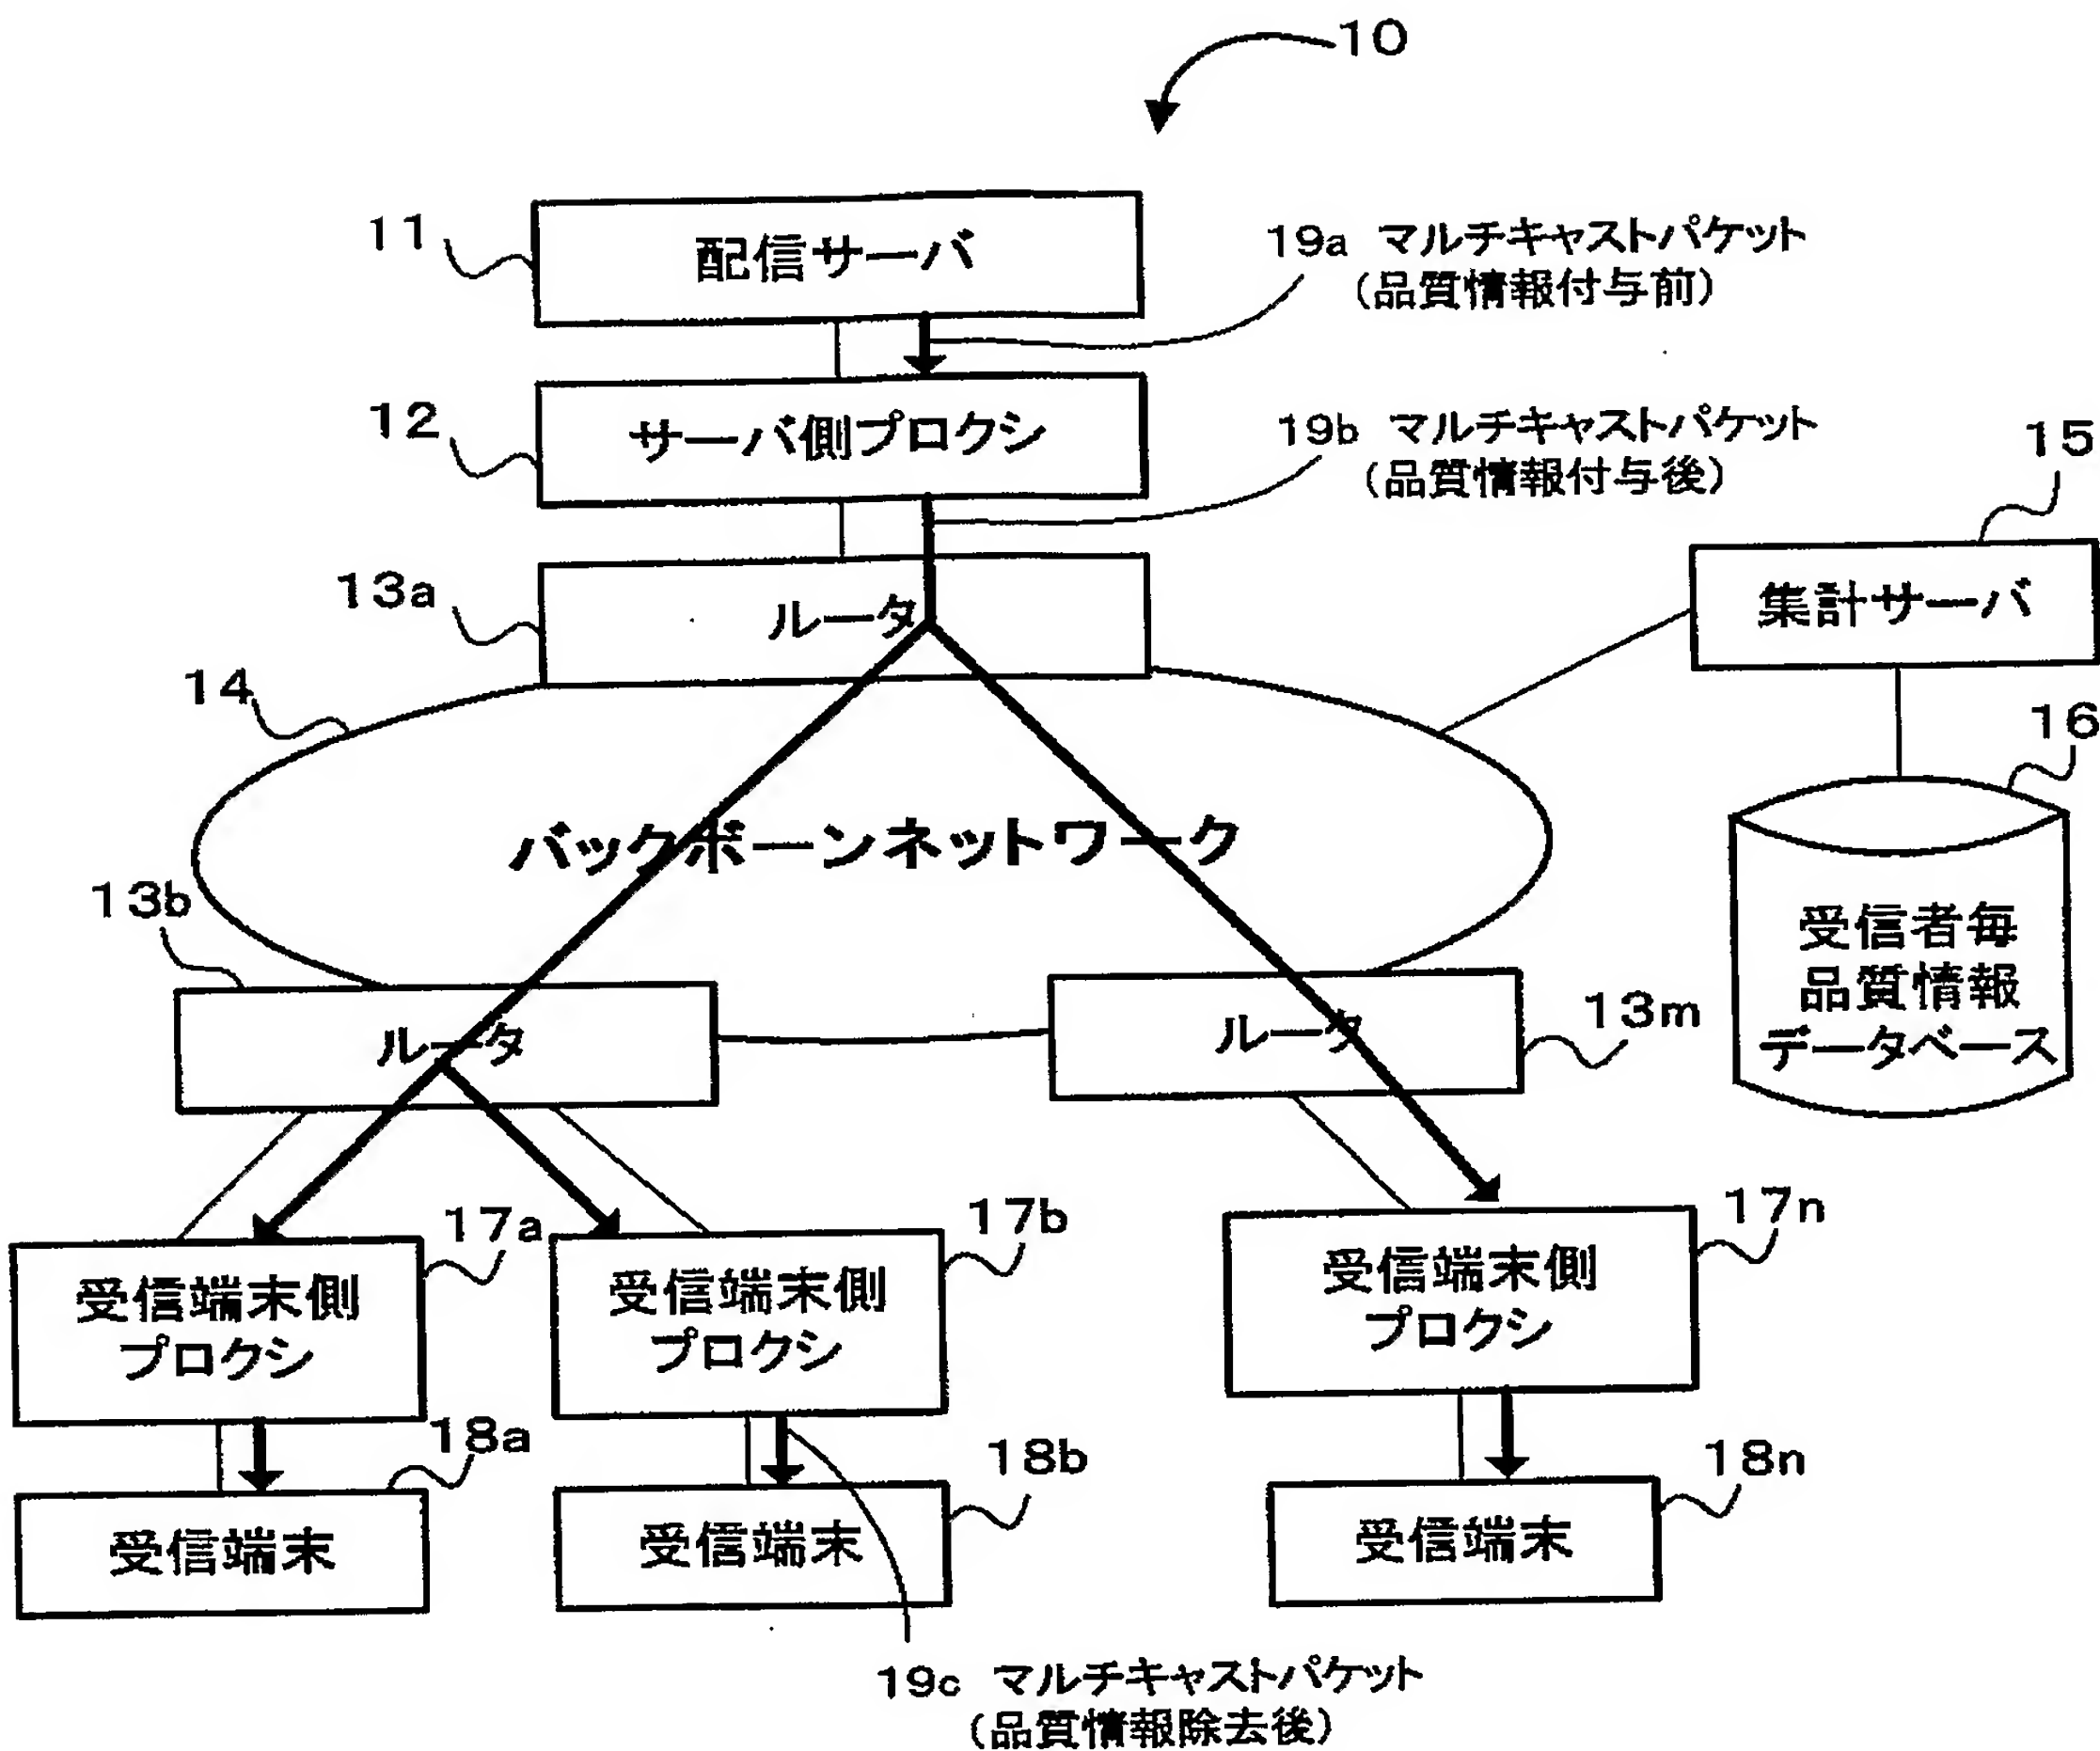 10
11
配信サーバ
19a マルチキャストパケット
(品質情報付与前)
12
サーバ側プロクシ
19b マルチキャストパケット
(品質情報付与後)
15
13a
ルータ
集計サーバ
14
16
バックボーンネットワーク
13b
受信者毎
品質情報
データベース
ルータ
ルータ
13m
17a
17b
17n
受信端末側
プロクシ
受信端末側
プロクシ
受信端末側
プロクシ
18a
18b
18n
受信端末
受信端末
受信端末
19c マルチキャストパケット
(品質情報除去後)